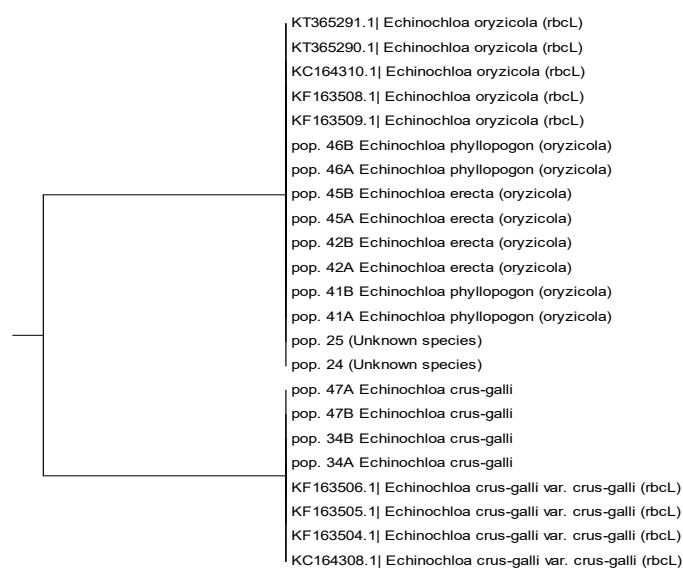 KT365291.1| Echinochloa oryzicola (rbcL)
KT365290.1| Echinochloa oryzicola (rbcL)
KC164310.1| Echinochloa oryzicola (rbcL)
KF163508.1| Echinochloa oryzicola (rbcL)
KF163509.1| Echinochloa oryzicola (rbcL)
pop. 46B Echinochloa phyllopogon (oryzicola)
pop. 46A Echinochloa phyllopogon (oryzicola)
pop. 45B Echinochloa erecta (oryzicola)
pop. 45A Echinochloa erecta (oryzicola)
pop. 42B Echinochloa erecta (oryzicola)
pop. 42A Echinochloa erecta (oryzicola)
pop. 41B Echinochloa phyllopogon (oryzicola)
pop. 41A Echinochloa phyllopogon (oryzicola)
pop. 25 (Unknown species)
pop. 24 (Unknown species)
pop. 47A Echinochloa crus-galli
pop. 47B Echinochloa crus-galli
pop. 34B Echinochloa crus-galli
pop. 34A Echinochloa crus-galli
KF163506.1| Echinochloa crus-galli var. crus-galli (rbcL)
KF163505.1| Echinochloa crus-galli var. crus-galli (rbcL)
KF163504.1| Echinochloa crus-galli var. crus-galli (rbcL)
KC164308.1| Echinochloa crus-galli var. crus-galli (rbcL)